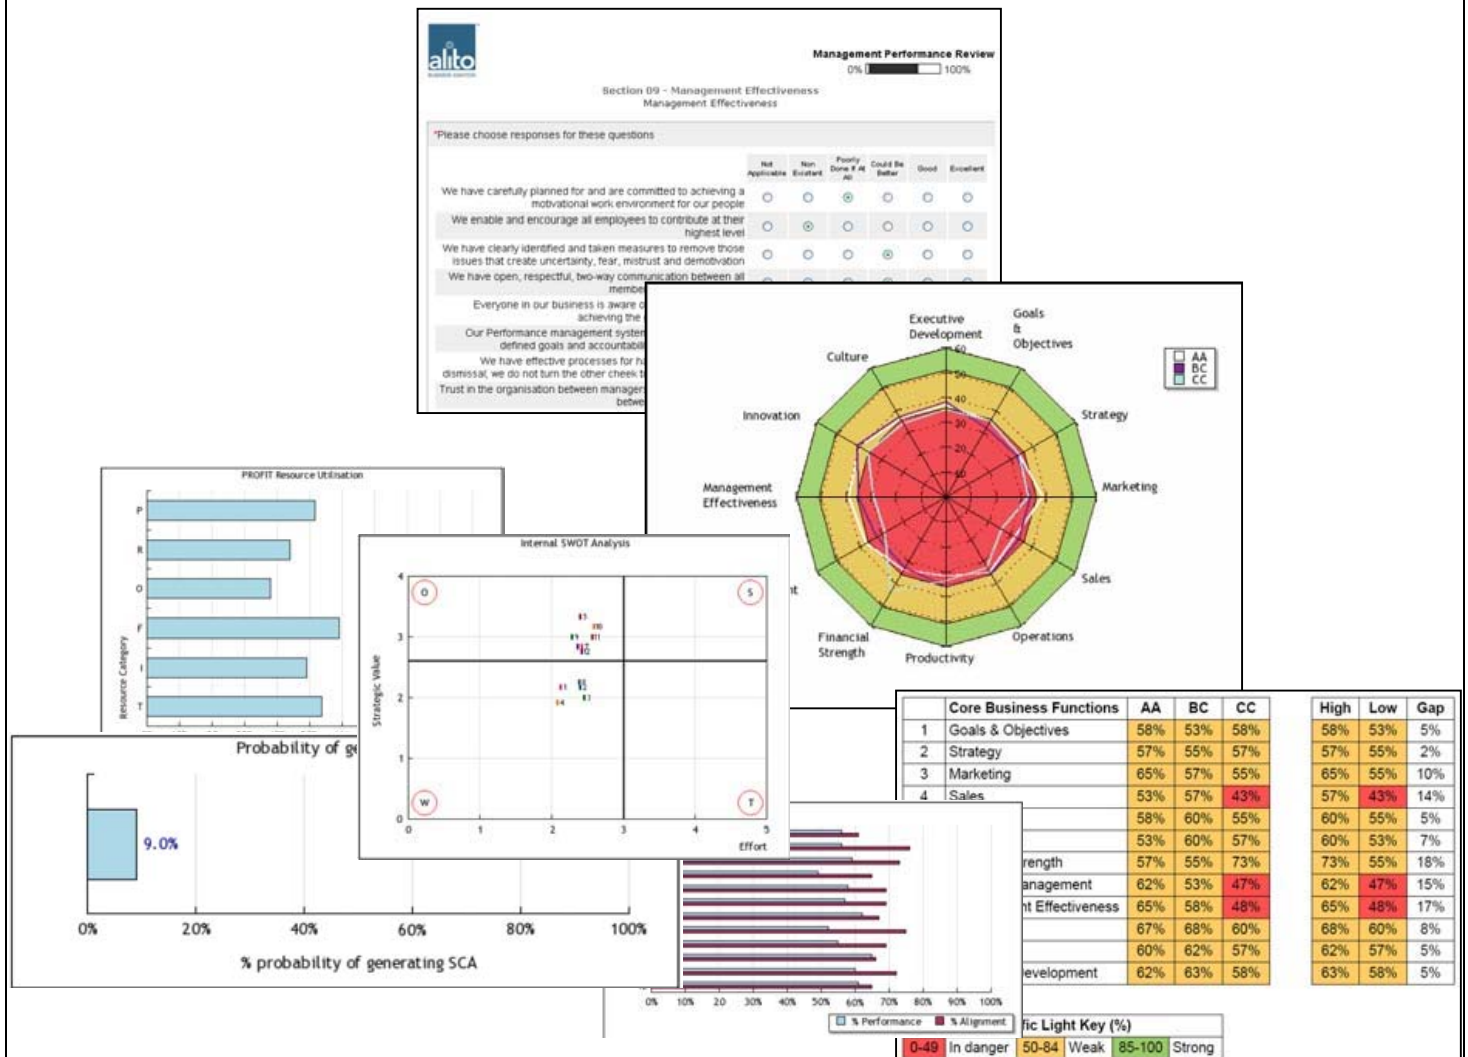 alito
Management Performance Review
0% 100%
Section 09 - Management Effectiveness
Management Effectiveness
*Please choose responses for these questions
Not Applicable
Non Existant
Poorly Done If At All
Could Be Better
Good
Excellent
We have carefully planned for and are committed to achieving a
motivational work environment for our people
We enable and encourage all employees to contribute at their
highest level
We have clearly identified and taken measures to remove those
issues that create uncertainty, fear, mistrust and demotivation
We have open, respectful, two-way communication between all
Everyone in our business is aware
achieving the
Our Performance management
defined goals and
We have effective processes for
dismissal, we do not turn the other cheek
Trust in the organisation between
Executive
Development
Goals
&
Objectives
Culture
Innovation
Strategy
Management
Effectiveness
Marketing
Sales
Financial
Strength
Operations
Productivity
60
50
40
30
20
10
AA
BC
CC
PROFIT Resource Utilisation
Resource Category
P
R
O
F
I
T
Internal SWOT Analysis
Strategic Value
4
3
2
1
0
O
S
W
T
0 1 2 3 4 5
Effort
Probability of
9.0%
0% 20% 40% 60% 80% 100%
% probability of generating SCA
0% 10% 20% 30% 40% 50% 60% 70% 80% 90% 100%
% Performance % Alignment
Core Business Functions AA BC CC High Low Gap
1 Goals & Objectives 58% 53% 58% 58% 53% 5%
2 Strategy 57% 55% 57% 57% 55% 2%
3 Marketing 65% 57% 55% 65% 55% 10%
4 Sales 53% 57% 43% 57% 43% 14%
58% 60% 55% 60% 55% 5%
53% 60% 57% 60% 53% 7%
57% 55% 73% 73% 55% 18%
62% 53% 47% 62% 47% 15%
Effectiveness 65% 58% 48% 65% 48% 17%
67% 68% 60% 68% 60% 8%
60% 62% 57% 62% 57% 5%
62% 63% 58% 63% 58% 5%
Light Key (%)
0-49 In danger 50-84 Weak 85-100 Strong